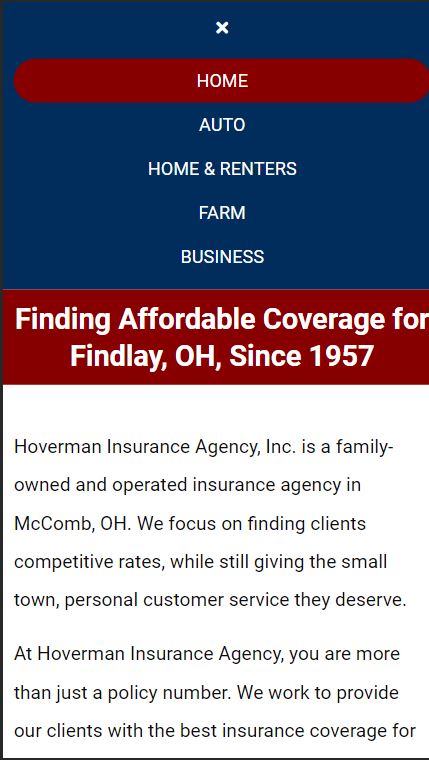 ×
HOME
AUTO
HOME & RENTERS
FARM
BUSINESS
Finding Affordable Coverage for
Findlay, OH, Since 1957
Hoverman Insurance Agency, Inc. is a family-
owned and operated insurance agency in
McComb, OH. We focus on finding clients
competitive rates, while still giving the small
town, personal customer service they deserve.
At Hoverman Insurance Agency, you are more
than just a policy number. We work to provide
our clients with the best insurance coverage for